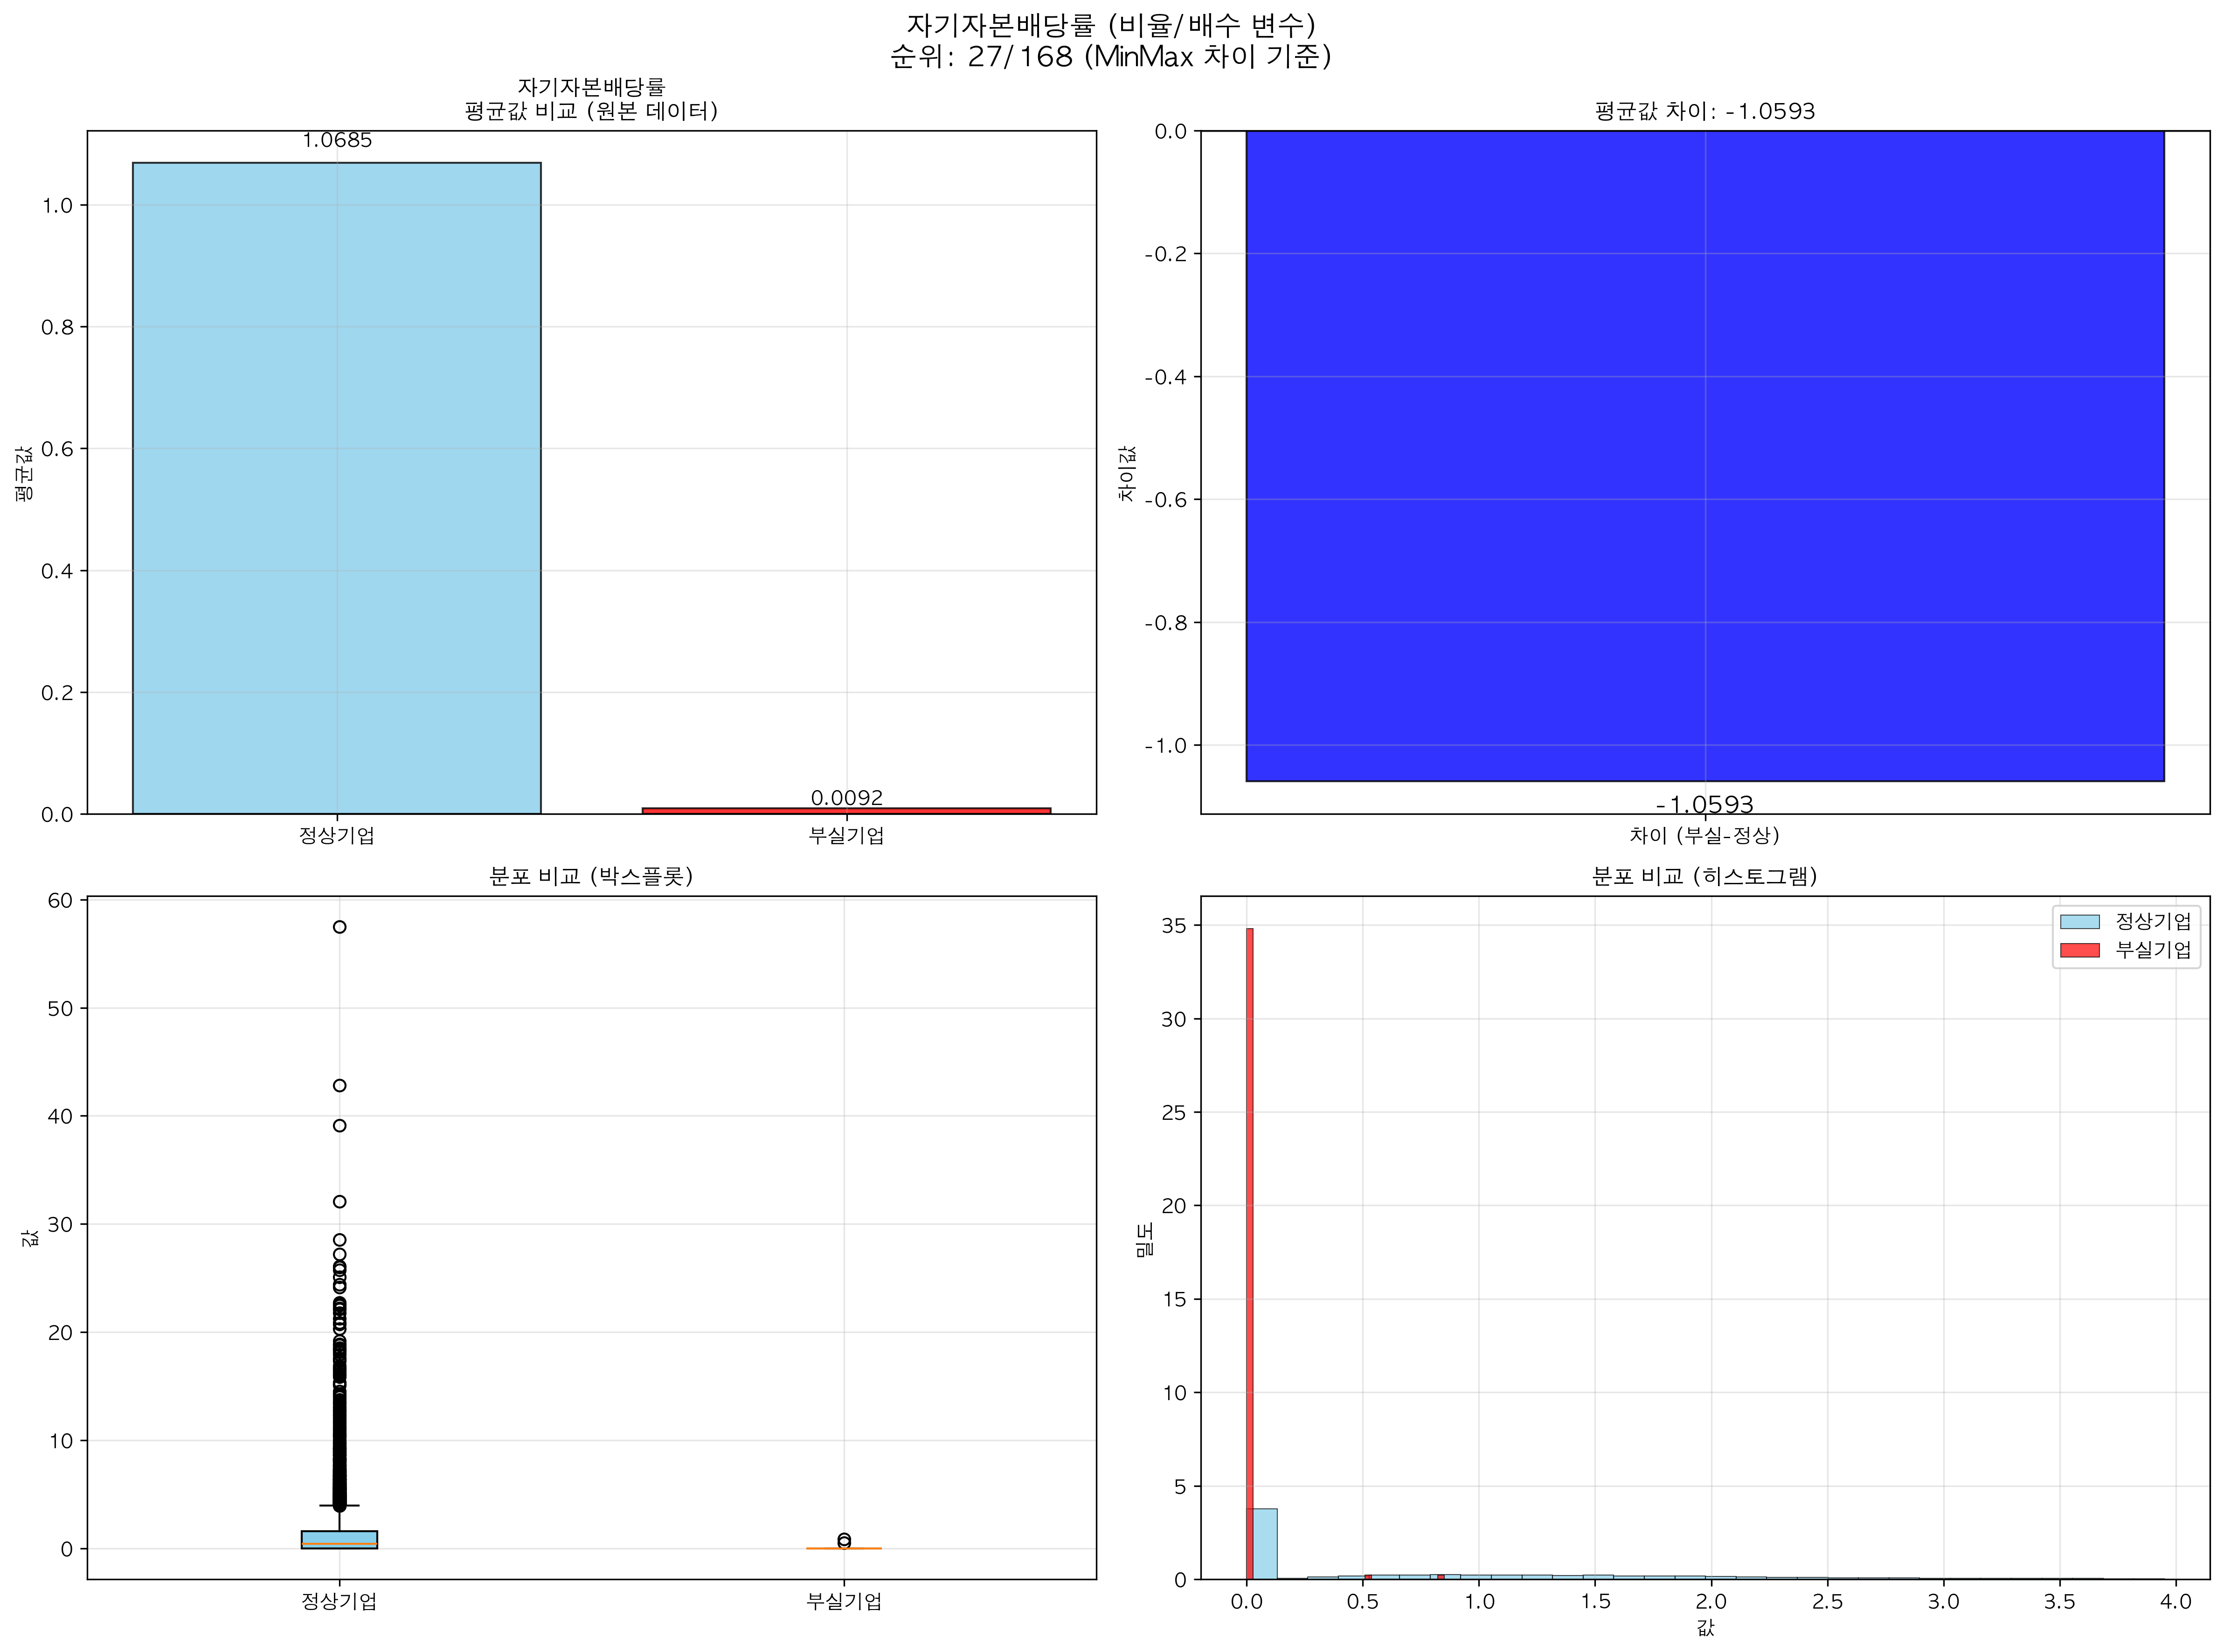 자기자본배당률 (비율/배수 변수)
순위: 27/168 (MinMax 차이 기준)
자기자본배당률
평균값 비교 (원본 데이터)
1.0685
0.0092
1.0
0.8
0.6
0.4
0.2
0.0
평균값
정상기업
부실기업
평균값 차이: -1.0593
0.0
-0.2
-0.4
-0.6
-0.8
-1.0
차이값
-1.0593
차이 (부실-정상)
분포 비교 (박스플롯)
60
50
40
30
20
10
0
값
정상기업
부실기업
분포 비교 (히스토그램)
정상기업
부실기업
35
30
25
20
15
10
5
0
밀도
0.0
0.5
1.0
1.5
2.0
2.5
3.0
3.5
4.0
값